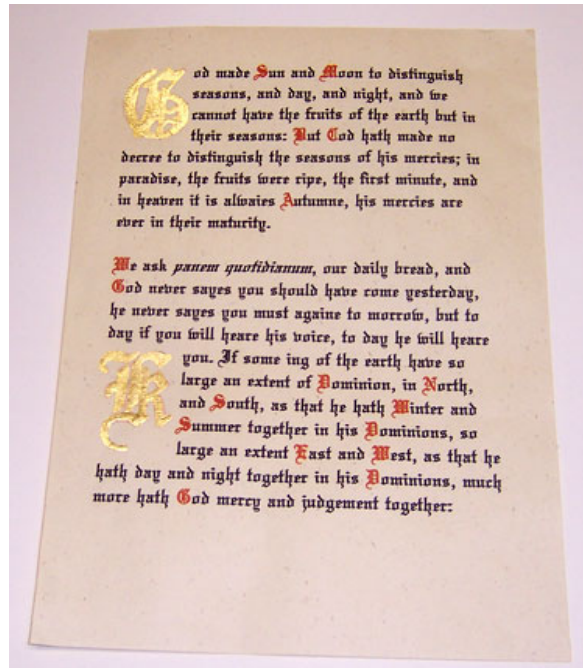 God made Sun and Moon to distinguish
seasons, and day, and night, and we
cannot have the fruits of the earth but in
their seasons: But God hath made no
decree to distinguish the seasons of his mercies; in
paradise, the fruits were ripe, the first minute, and
in heaven it is alwaies Autumne, his mercies are
ever in their maturity.
We ask panem quotidianum, our daily bread, and
God never sayes you should have come yesterday,
he never sayes you must againe to morrow, but to
day if you will heare his voice, to day he will heare
you. If some King of the earth have so
large an extent of Dominion, in North,
and South, as that he hath Winter and
Summer together in his Dominions, so
large an extent East and West, as that he
hath day and night together in his Dominions, much
more hath God mercy and judgement together: